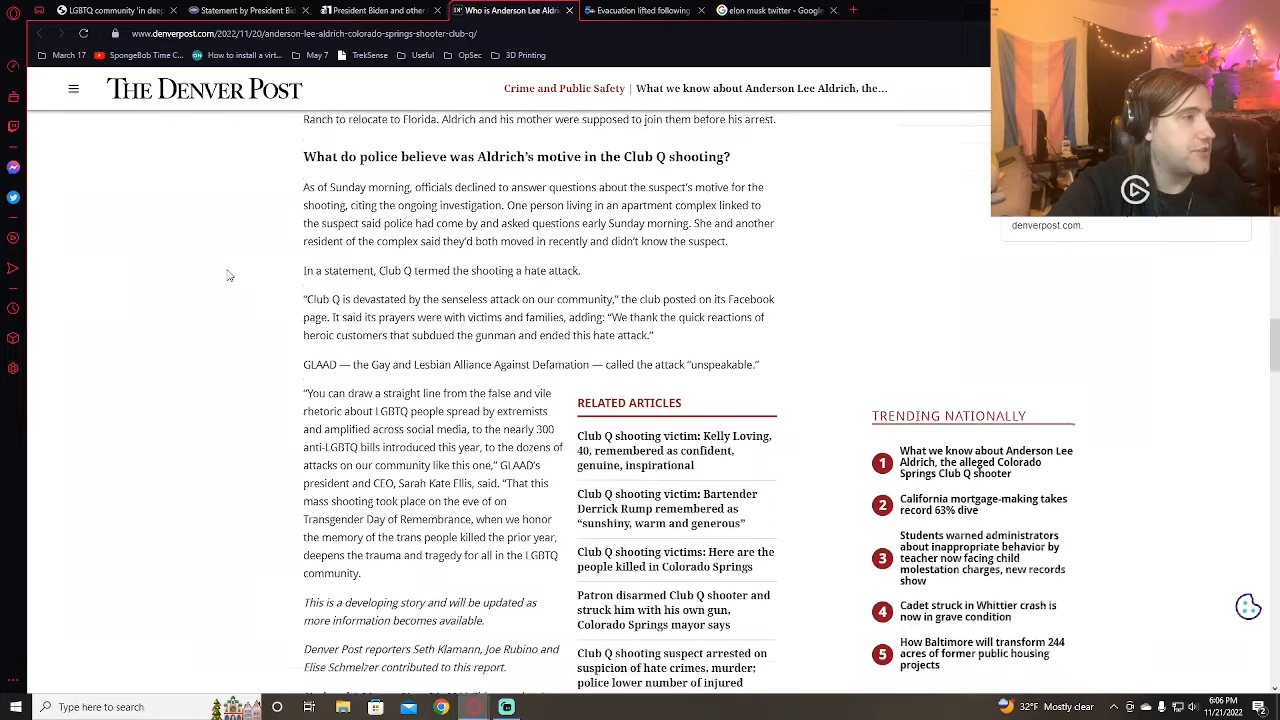 LGBTQ community 'in deep
Statement by President Bid
President Biden and other
Who is Anderson Lee Aldri
Evacuation lifted following
elon musk twitter - Google
www.denverpost.com/2022/11/20/anderson-lee-aldrich-colorado-springs-shooter-club-q/
March 17
SpongeBob Time C...
How to install a virt...
May 7
TrekSense
Useful
OpSec
3D Printing
THE DENVER POST
Crime and Public Safety | What we know about Anderson Lee Aldrich, the...
Ranch to relocate to Florida. Aldrich and his mother were supposed to join them before his arrest.
What do police believe was Aldrich's motive in the Club Q shooting?
As of Sunday morning, officials declined to answer questions about the suspect's motive for the
shooting, citing the ongoing investigation. One person living in an apartment complex linked to
the suspect said police had come by and asked questions early Sunday morning. She and another
resident of the complex said they'd both moved in recently and didn't know the suspect.
In a statement, Club Q termed the shooting a hate attack.
“Club Q is devastated by the senseless attack on our community,” the club posted on its Facebook
page. It said its prayers were with victims and families, adding: “We thank the quick reactions of
heroic customers that subdued the gunman and ended this hate attack.”
GLAAD — the Gay and Lesbian Alliance Against Defamation — called the attack “unspeakable.”
“You can draw a straight line from the false and vile
rhetoric about LGBTQ people spread by extremists
and amplified across social media, to the nearly 300
anti-LGBTQ bills introduced this year, to the dozens of
attacks on our community like this one,” GLAAD's
president and CEO, Sarah Kate Ellis, said. “That this
mass shooting took place on the eve of on
Transgender Day of Remembrance, when we honor
the memory of the trans people killed the prior year,
deepens the trauma and tragedy for all in the LGBTQ
community.
This is a developing story and will be updated as
more information becomes available.
Denver Post reporters Seth Klamann, Joe Rubino and
Elise Schmelzer contributed to this report.
RELATED ARTICLES
Club Q shooting victim: Kelly Loving,
40, remembered as confident,
genuine, inspirational
Club Q shooting victim: Bartender
Derrick Rump remembered as
“sunshiny, warm and generous”
Club Q shooting victims: Here are the
people killed in Colorado Springs
Patron disarmed Club Q shooter and
struck him with his own gun,
Colorado Springs mayor says
Club Q shooting suspect arrested on
suspicion of hate crimes, murder;
police lower number of injured
denverpost.com.
TRENDING NATIONALLY
1 What we know about Anderson Lee
Aldrich, the alleged Colorado
Springs Club Q shooter
2 California mortgage-making takes
record 63% dive
3 Students warned administrators
about inappropriate behavior by
teacher now facing child
molestation charges, new records
show
4 Cadet struck in Whittier crash is
now in grave condition
5 How Baltimore will transform 244
acres of former public housing
projects
Type here to search
32°F Mostly clear
6:06 PM
11/21/2022